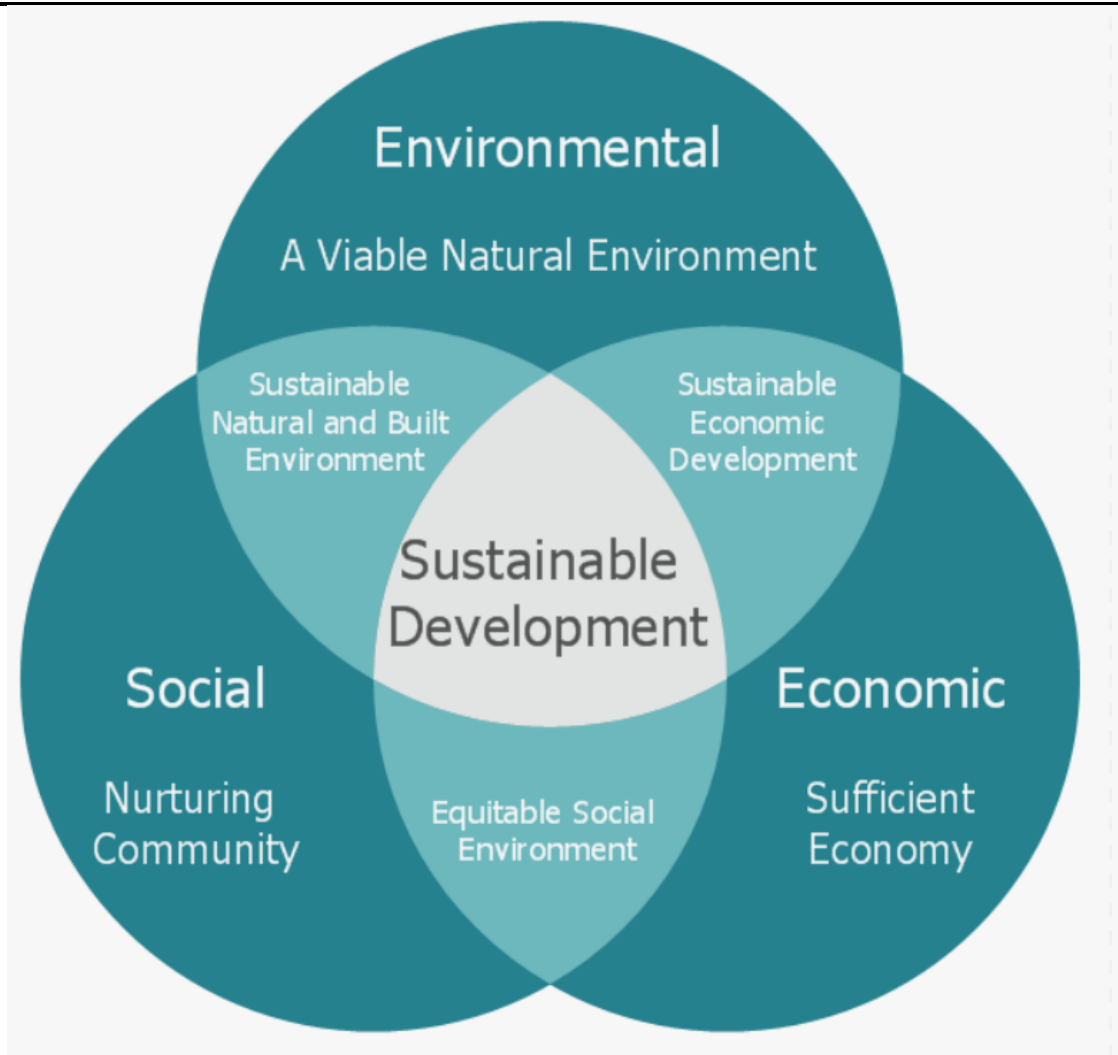 Environmental
A Viable Natural Environment
Sustainable
Natural and Built
Environment
Sustainable
Economic
Development
Sustainable
Development
Social
Nurturing
Community
Economic
Sufficient
Economy
Equitable Social
Environment